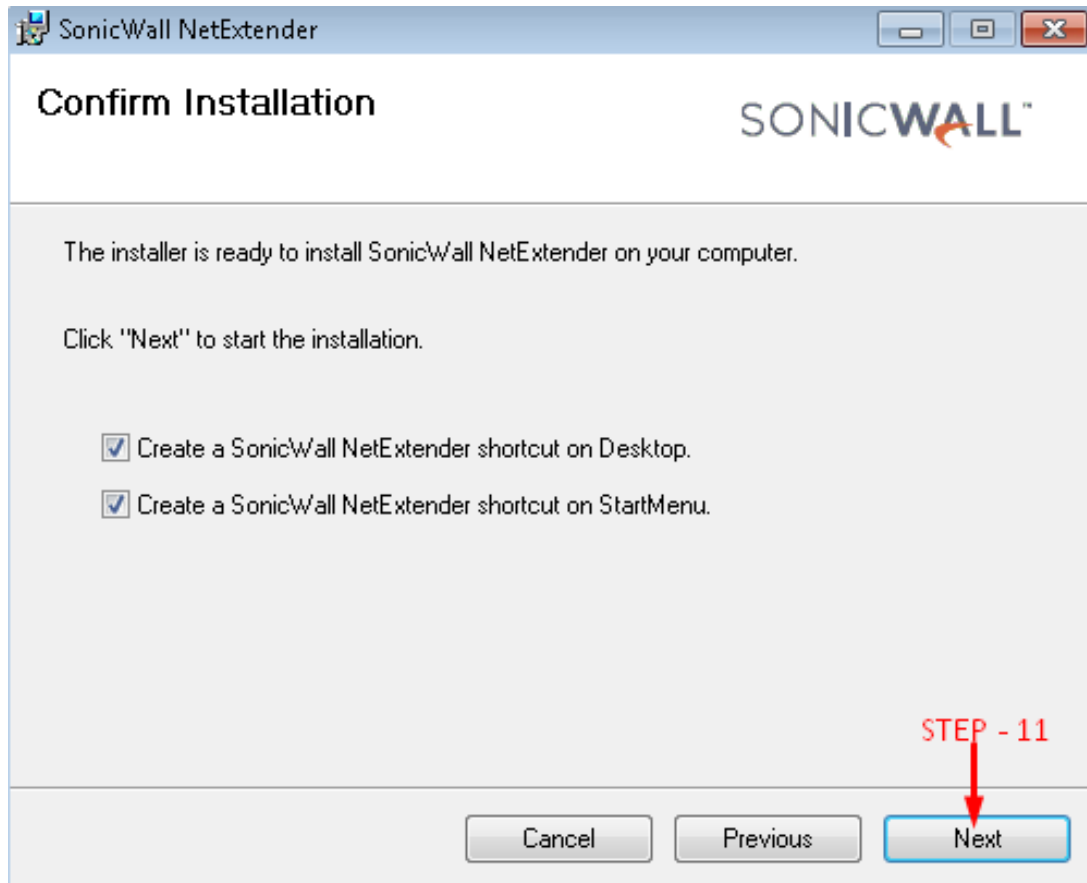 SonicWall NetExtender
Confirm Installation
SONICWALL™
The installer is ready to install SonicWall NetExtender on your computer.
Click "Next" to start the installation.
Create a SonicWall NetExtender shortcut on Desktop.
Create a SonicWall NetExtender shortcut on StartMenu.
STEP - 11
Cancel
Previous
Next